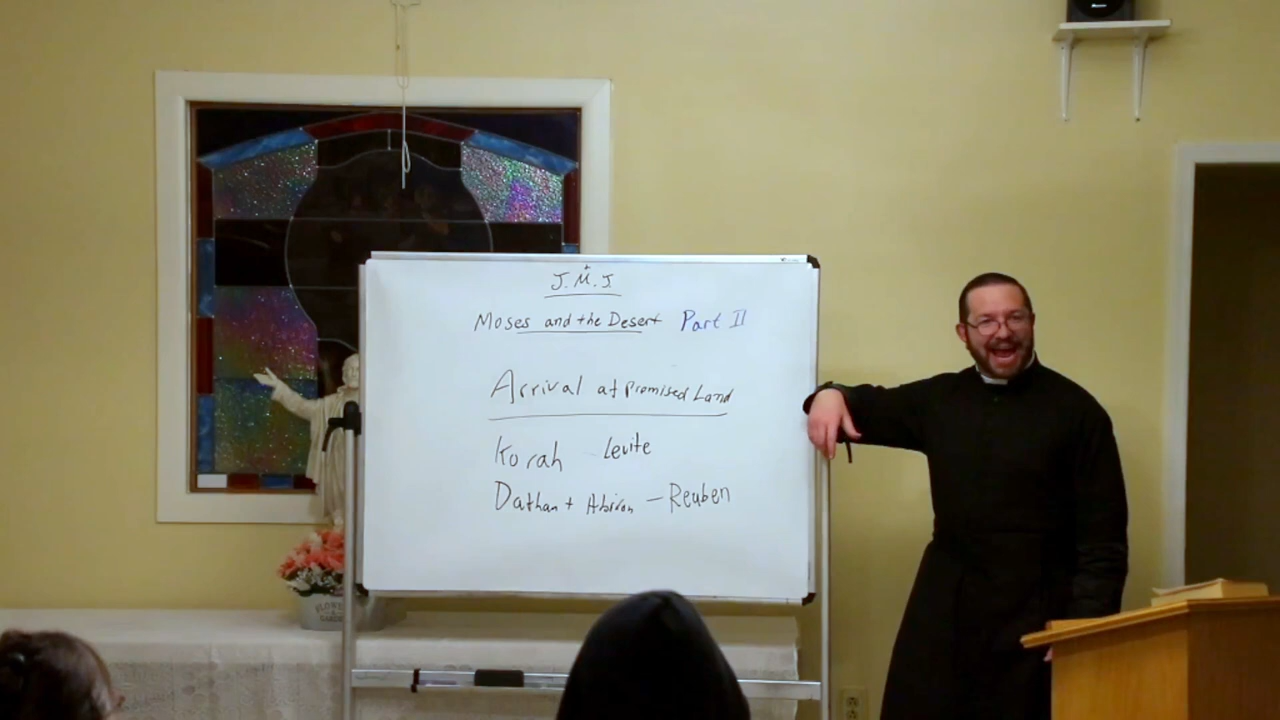 J. M. J.
Moses and the Desert Part II
Arrival at Promised Land
Korah Levite
Dathan + Abiron — Reuben